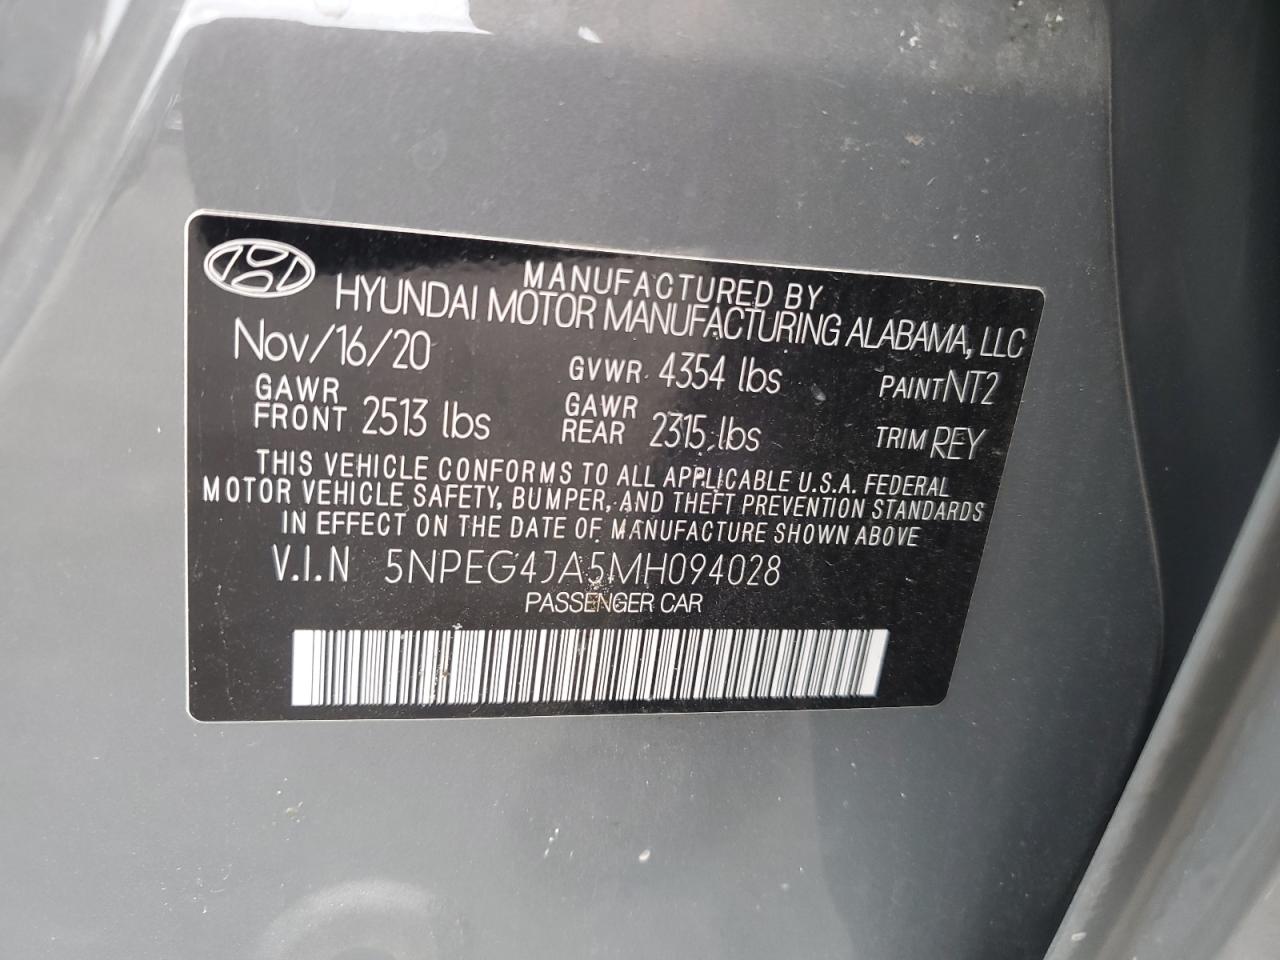 MANUFACTURED BY
HYUNDAI MOTOR MANUFACTURING ALABAMA, LLC
Nov/16/20 GVWR 4354 lbs PAINT NT2
GAWR FRONT 2513 lbs GAWR REAR 2315 lbs TRIM REY
THIS VEHICLE CONFORMS TO ALL APPLICABLE U.S.A. FEDERAL
MOTOR VEHICLE SAFETY, BUMPER, AND THEFT PREVENTION STANDARDS
IN EFFECT ON THE DATE OF MANUFACTURE SHOWN ABOVE
V.I.N 5NPEG4JA5MH094028
PASSENGER CAR